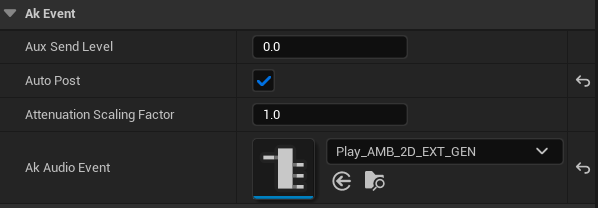 Ak Event
Aux Send Level 0.0
Auto Post
Attenuation Scaling Factor 1.0
Ak Audio Event Play_AMB_2D_EXT_GEN